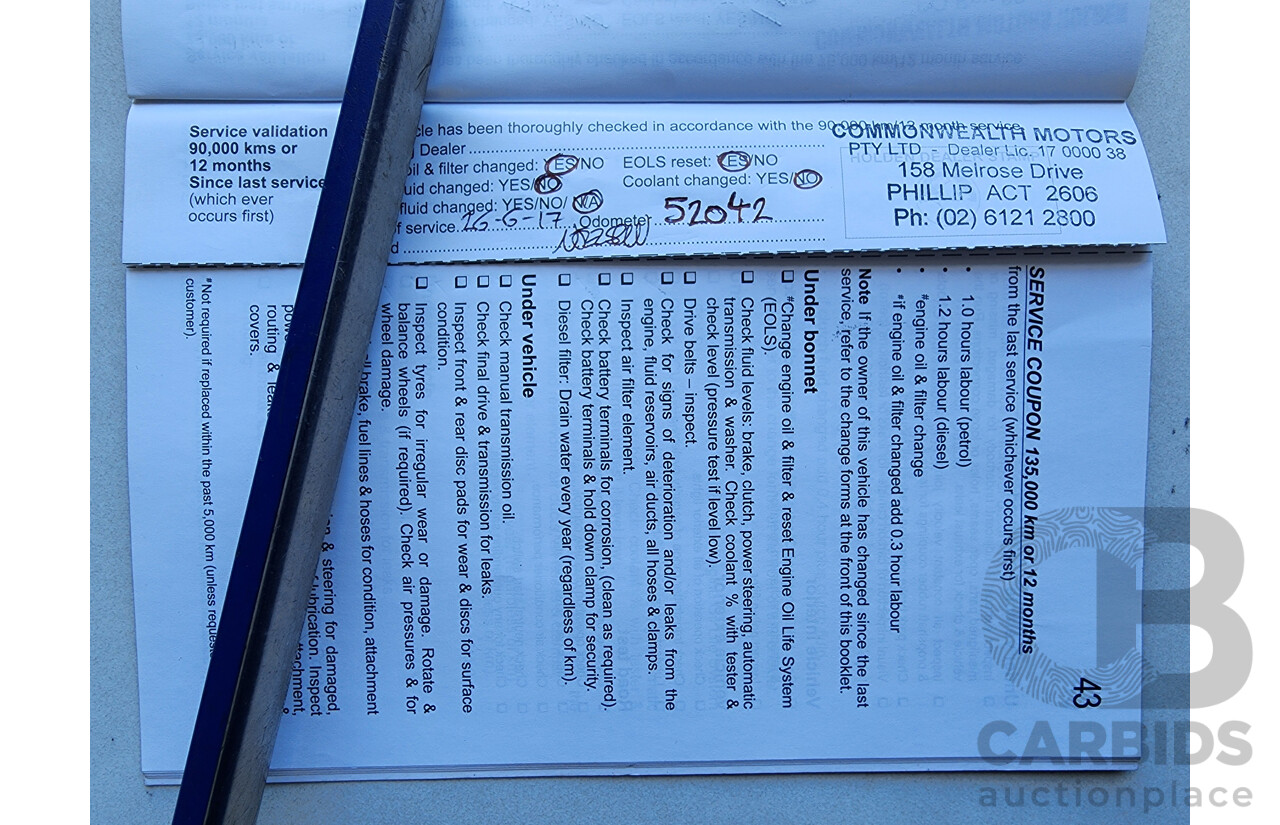 Service validation
90,000 kms or
12 months
Since last service
(which ever
occurs first)
cle has been thoroughly checked in accordance with the 90,000 km/12 month service.
Dealer
oil & filter changed: YES/NO EOLS reset: YES/NO
uid changed: YES/NO Coolant changed: YES/NO
fluid changed: YES/NO/ N/A
f service. 26-6-17 Odometer 52042
d
COMMONWEALTH MOTORS
PTY LTD - Dealer Lic. 17 0000 38
HOLDEN DEALER STAMP
158 Melrose Drive
PHILLIP ACT 2606
Ph: (02) 6121 2800
43
SERVICE COUPON 135,000 km or 12 months
from the last service (whichever occurs first)
• 1.0 hours labour (petrol)
• 1.2 hours labour (diesel)
#engine oil & filter change
• #if engine oil & filter changed add 0.3 hour labour
Note If the owner of this vehicle has changed since the last
service, refer to the change forms at the front of this booklet.
Under bonnet
❑ #Change engine oil & filter & reset Engine Oil Life System
(EOLS).
❑ Check fluid levels: brake, clutch, power steering, automatic
transmission & washer. Check coolant % with tester &
check level (pressure test if level low).
❑ Drive belts – inspect.
❑ Check for signs of deterioration and/or leaks from the
engine, fluid reservoirs, air ducts, all hoses & clamps.
❑ Inspect air filter element.
❑ Check battery terminals for corrosion, (clean as required).
Check battery terminals & hold down clamp for security.
❑ Diesel filter: Drain water every year (regardless of km).
Under vehicle
❑ Check manual transmission oil.
❑ Check final drive & transmission for leaks.
❑ Inspect front & rear disc pads for wear & discs for surface
condition.
❑ Inspect tyres for irregular wear or damage. Rotate &
balance wheels (if required). Check air pressures & for
wheel damage.
all brake, fuel lines & hoses for condition, attachment
& steering for damaged,
lubrication. Inspect
attachment,
routing & leaks
&
covers.
#Not required if replaced within the past 5,000 km (unless reques
customer).
CARBIDS
auctionplace